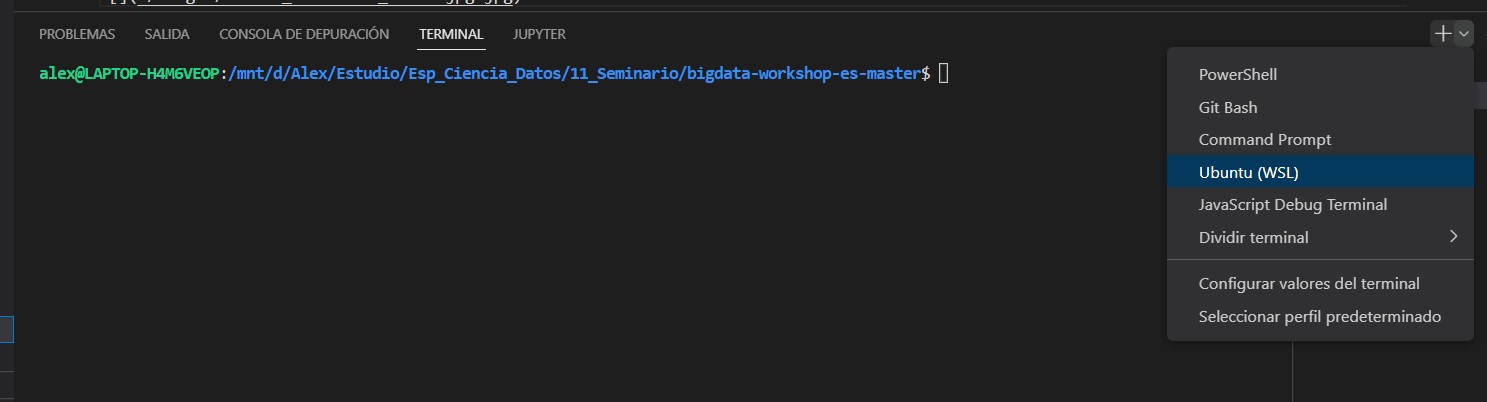 PROBLEMAS SALIDA CONSOLA DE DEPURACIÓN TERMINAL JUPYTER
alex@LAPTOP-H4M6VEOP:/mnt/d/Alex/Estudio/Esp_Ciencia_Datos/11_Seminario/bigdata-workshop-es-master$
PowerShell
Git Bash
Command Prompt
Ubuntu (WSL)
JavaScript Debug Terminal
Dividir terminal
Configurar valores del terminal
Seleccionar perfil predeterminado